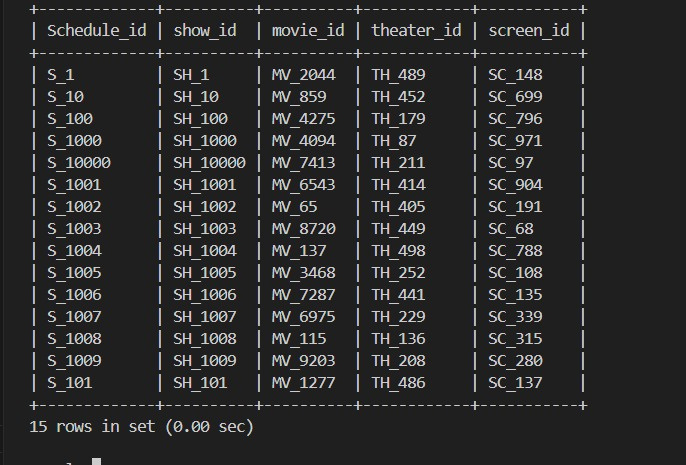 +-------------+----------+----------+------------+-----------+
| Schedule_id | show_id  | movie_id | theater_id | screen_id |
+-------------+----------+----------+------------+-----------+
| S_1         | SH_1     | MV_2044  | TH_489     | SC_148    |
| S_10        | SH_10    | MV_859   | TH_452     | SC_699    |
| S_100       | SH_100   | MV_4275  | TH_179     | SC_796    |
| S_1000      | SH_1000  | MV_4094  | TH_87      | SC_971    |
| S_10000     | SH_10000 | MV_7413  | TH_211     | SC_97     |
| S_1001      | SH_1001  | MV_6543  | TH_414     | SC_904    |
| S_1002      | SH_1002  | MV_65    | TH_405     | SC_191    |
| S_1003      | SH_1003  | MV_8720  | TH_449     | SC_68     |
| S_1004      | SH_1004  | MV_137   | TH_498     | SC_788    |
| S_1005      | SH_1005  | MV_3468  | TH_252     | SC_108    |
| S_1006      | SH_1006  | MV_7287  | TH_441     | SC_135    |
| S_1007      | SH_1007  | MV_6975  | TH_229     | SC_339    |
| S_1008      | SH_1008  | MV_115   | TH_136     | SC_315    |
| S_1009      | SH_1009  | MV_9203  | TH_208     | SC_280    |
| S_101       | SH_101   | MV_1277  | TH_486     | SC_137    |
+-------------+----------+----------+------------+-----------+
15 rows in set (0.00 sec)